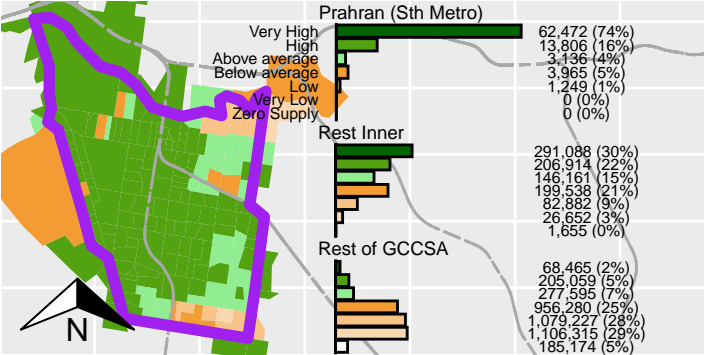 Prahran (Sth Metro)
Very High 62,472 (74%)
High 13,806 (16%)
Above average 3,136 (4%)
Below average 3,965 (5%)
Low 1,249 (1%)
Very Low 0 (0%)
Zero Supply 0 (0%)
Rest Inner
291,088 (30%)
206,914 (22%)
146,161 (15%)
199,538 (21%)
82,882 (9%)
26,652 (3%)
1,655 (0%)
Rest of GCCSA
68,465 (2%)
205,059 (5%)
277,595 (7%)
956,280 (25%)
1,079,227 (28%)
1,106,315 (29%)
185,174 (5%)
N